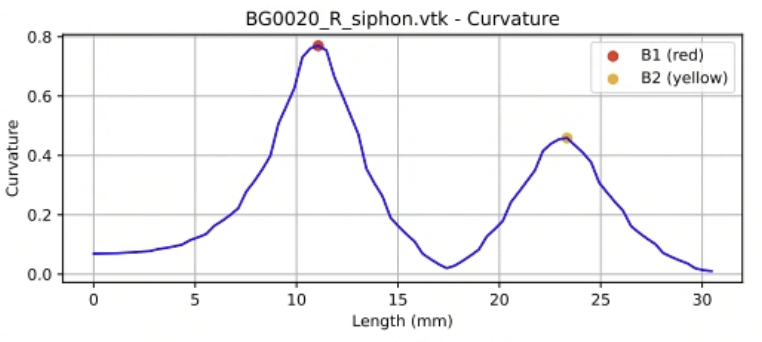 BG0020_R_siphon.vtk - Curvature
0.8
0.6
0.4
0.2
0.0
Curvature
B1 (red)
B2 (yellow)
0 5 10 15 20 25 30
Length (mm)